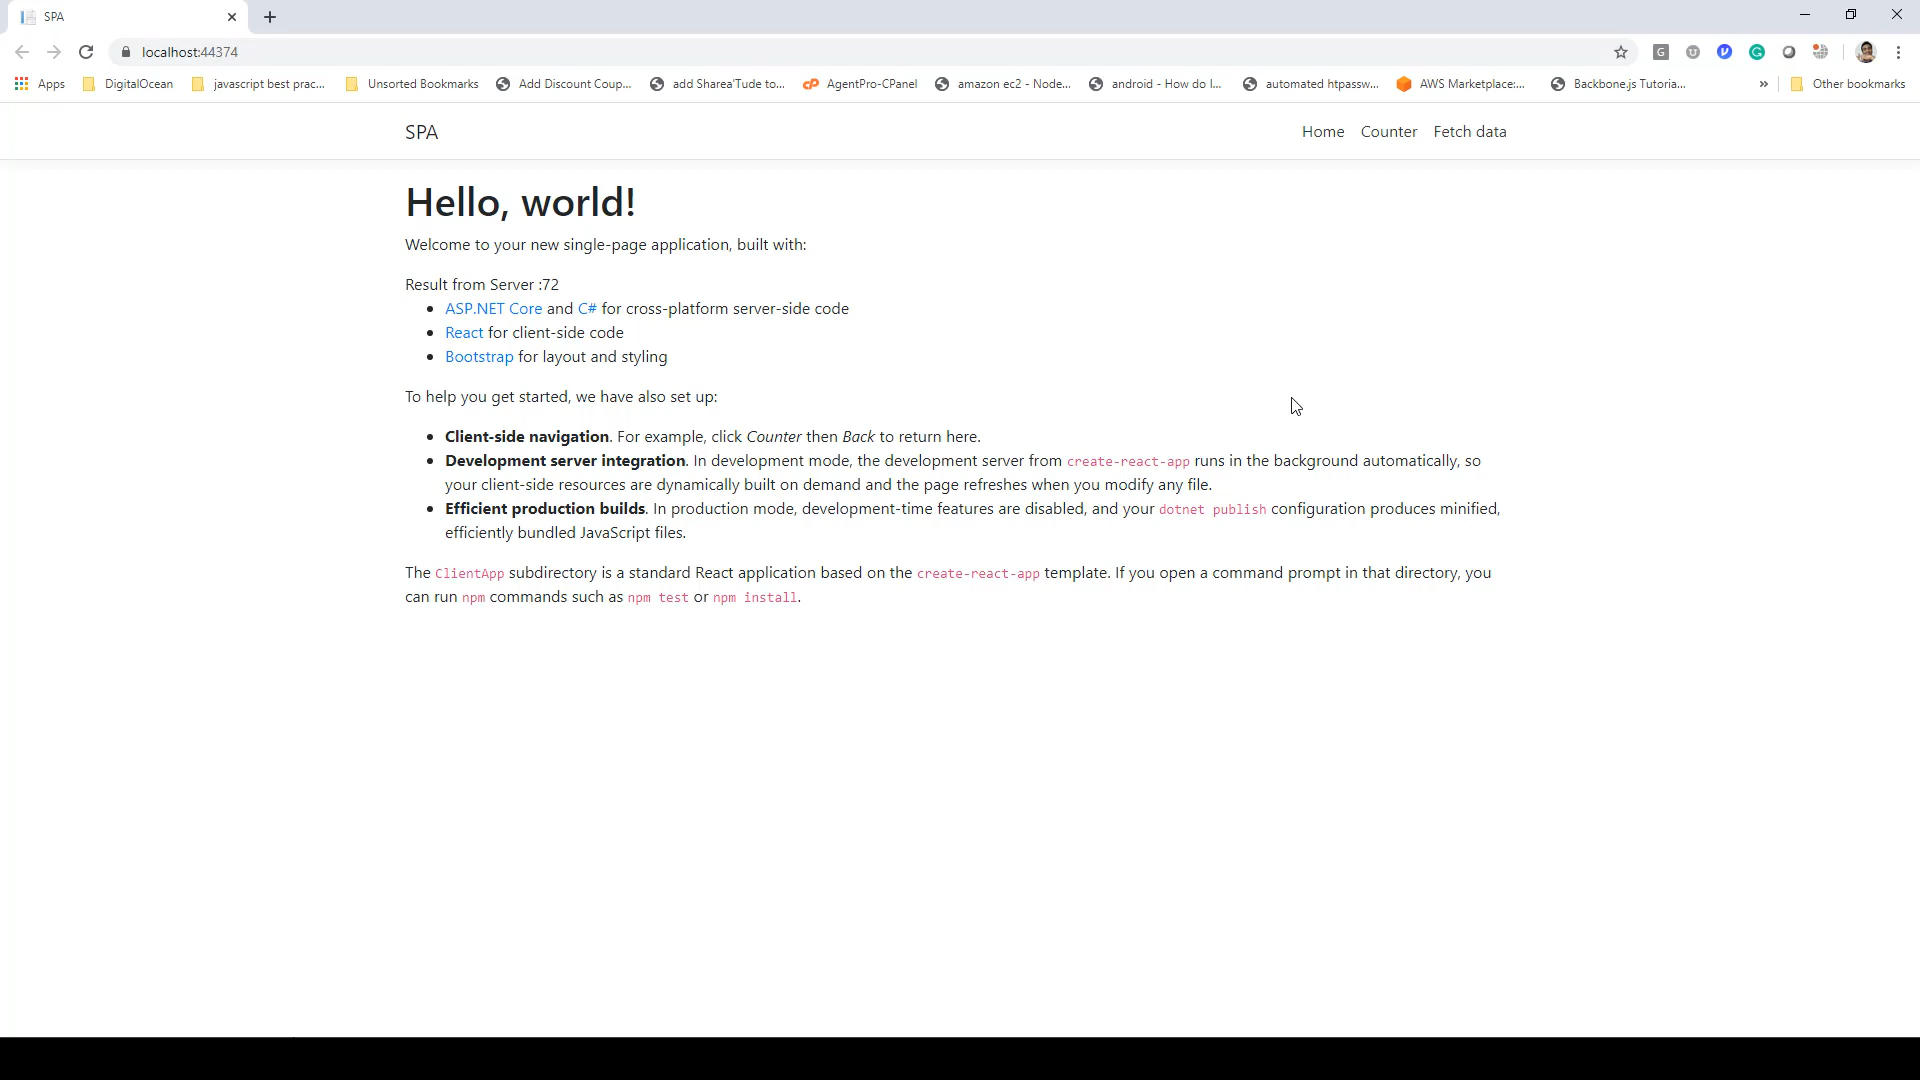 SPA
localhost:44374
Apps DigitalOcean javascript best prac... Unsorted Bookmarks Add Discount Coup... add Sharea'Tude to... AgentPro-CPanel amazon ec2 - Node... android - How do I... automated htpassw... AWS Marketplace:... Backbone.js Tutoria... » Other bookmarks
SPA Home Counter Fetch data
Hello, world!
Welcome to your new single-page application, built with:
Result from Server :72
• ASP.NET Core and C# for cross-platform server-side code
• React for client-side code
• Bootstrap for layout and styling
To help you get started, we have also set up:
• Client-side navigation. For example, click Counter then Back to return here.
• Development server integration. In development mode, the development server from create-react-app runs in the background automatically, so
your client-side resources are dynamically built on demand and the page refreshes when you modify any file.
• Efficient production builds. In production mode, development-time features are disabled, and your dotnet publish configuration produces minified,
efficiently bundled JavaScript files.
The ClientApp subdirectory is a standard React application based on the create-react-app template. If you open a command prompt in that directory, you
can run npm commands such as npm test or npm install.